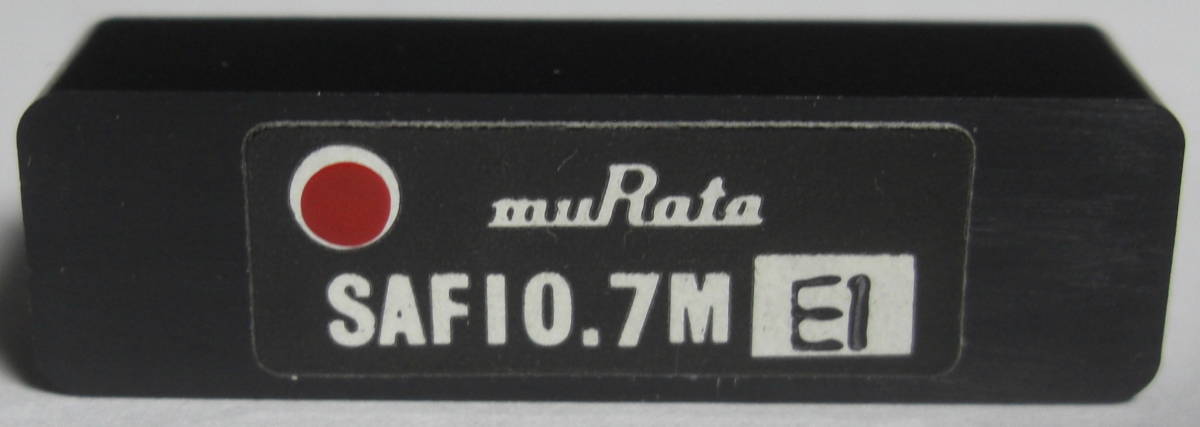 muRata
SAF10.7M E1